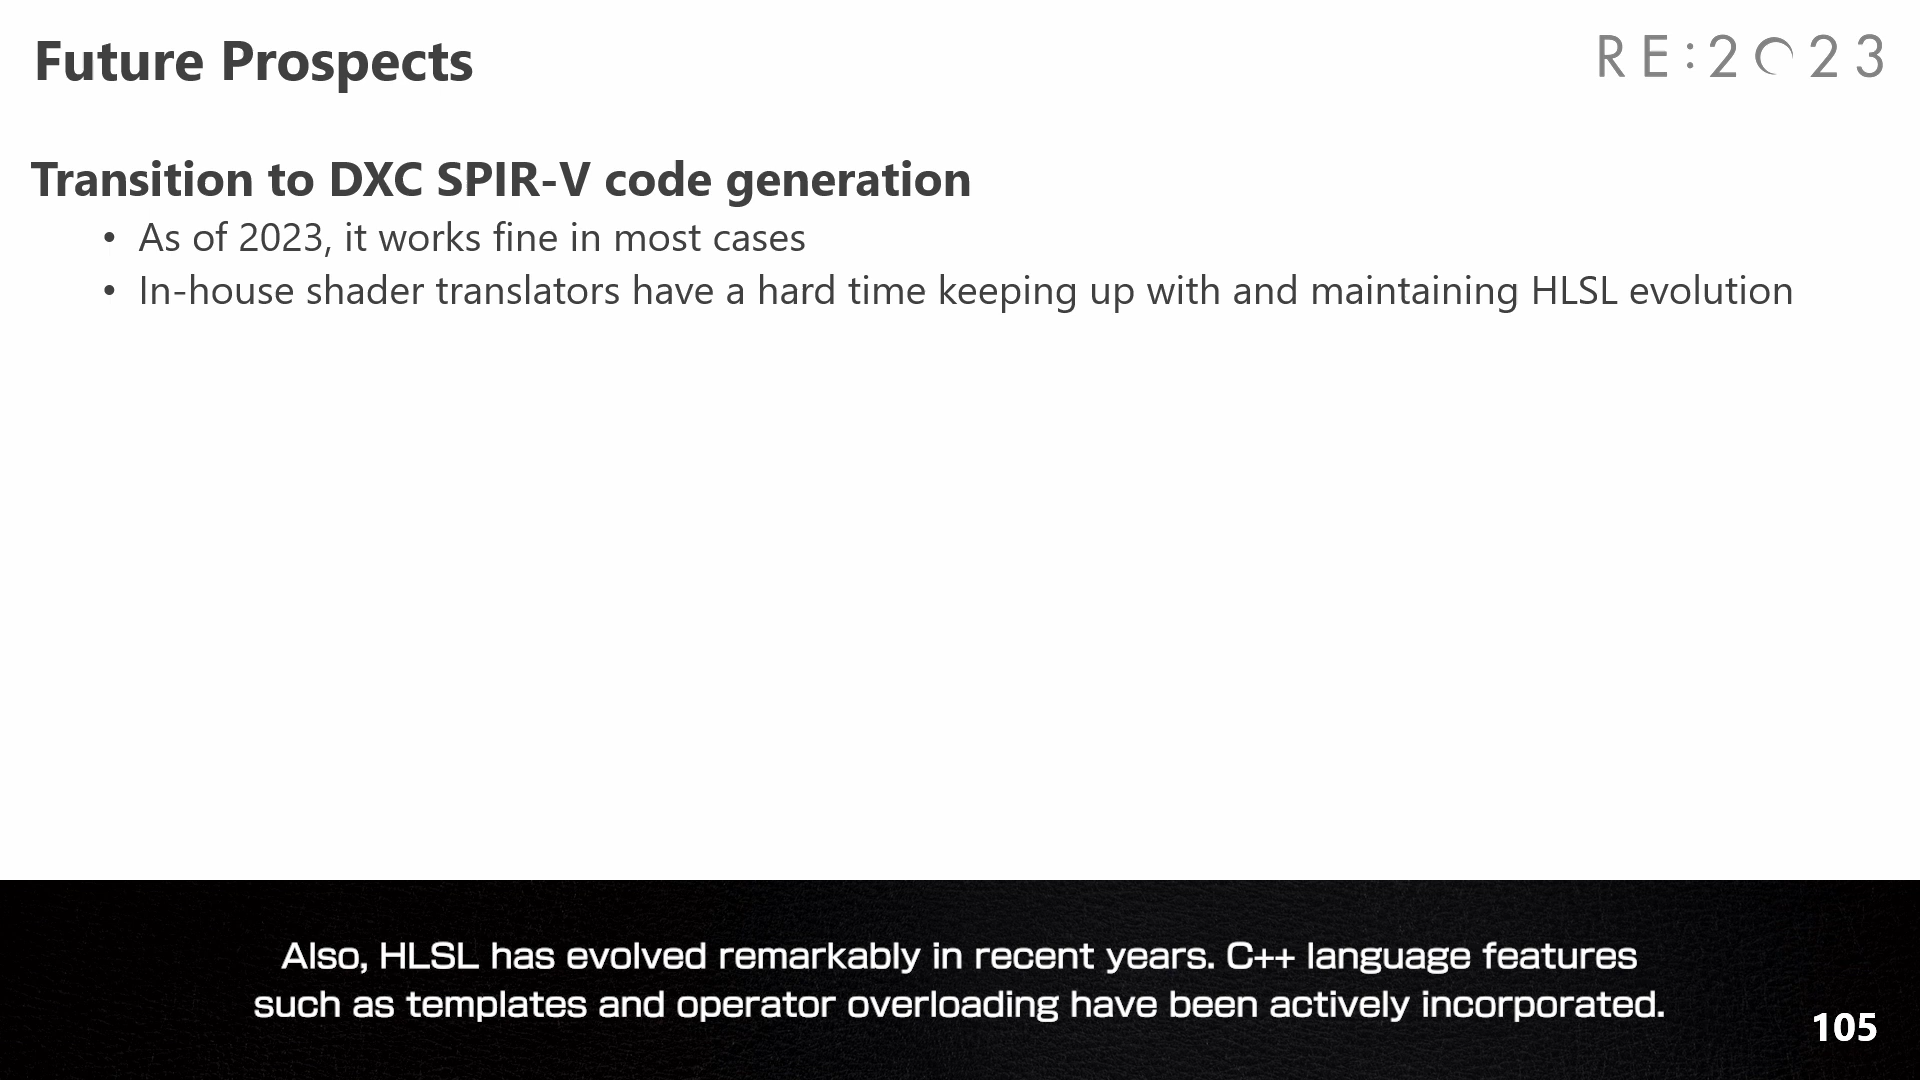 Future Prospects
RE:2023
Transition to DXC SPIR-V code generation
• As of 2023, it works fine in most cases
• In-house shader translators have a hard time keeping up with and maintaining HLSL evolution
Also, HLSL has evolved remarkably in recent years. C++ language features
such as templates and operator overloading have been actively incorporated.
105